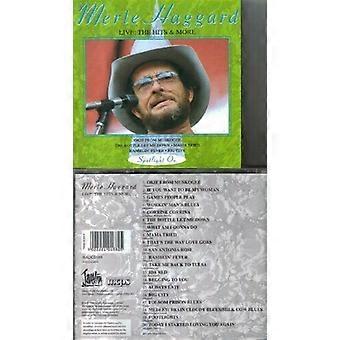 Merle Haggard
LIVE: THE HITS & MORE
OKIE FROM MUSKOGEE
THE BOTTLE LET ME DOWN • MAMA TRIED
RAMBLIN' FEVER • BIG CITY
Spotlight On
Merle Haggard
LIVE: THE HITS & MORE
OKIE FROM MUSKOGEE
IF YOU WANT TO BE MY WOMAN
GAMES PEOPLE PLAY
WORKIN' MAN'S BLUES
CORRINE CORRINA
THE BOTTLE LET ME DOWN
WHAT AM I GONNA DO
MAMA TRIED
THAT'S THE WAY LOVE GOES
SAN ANTONIA ROSE
RAMBLIN' FEVER
TAKE ME BACK TO TULSA
BEGGING TO YOU
ALWAYS LATE
BIG CITY
FOLSOM PRISON BLUES
FOOTLIGHTS
TODAY I STARTED LOVING YOU AGAIN